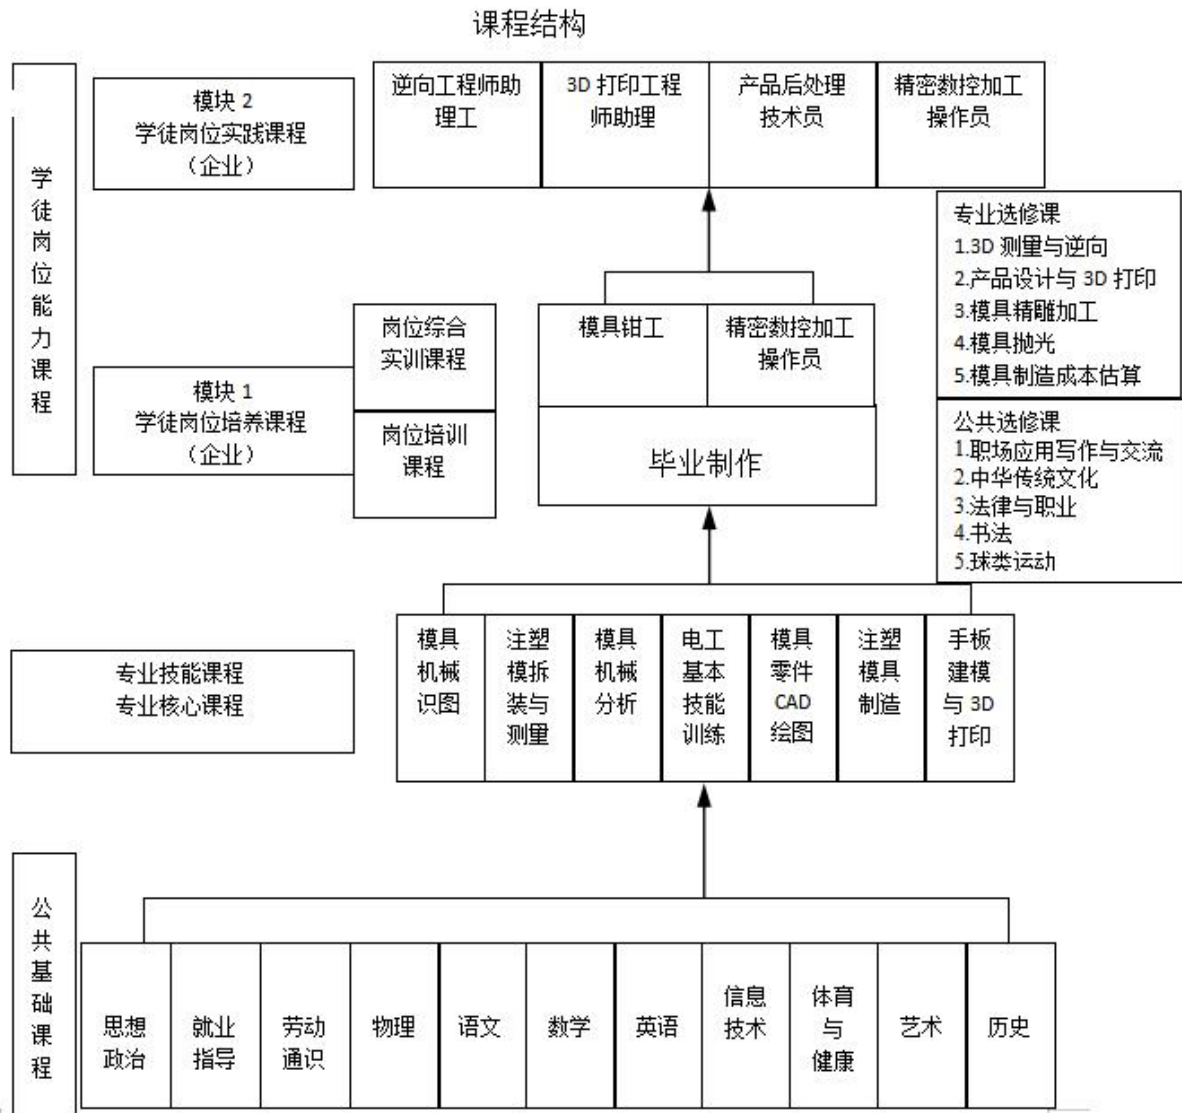 课程结构
学徒岗位能力课程
模块 2
学徒岗位实践课程
（企业）
逆向工程师助
理工
3D 打印工程
师助理
产品后处理
技术员
精密数控加工
操作员
专业选修课
1.3D 测量与逆向
2.产品设计与 3D 打印
3.模具精雕加工
4.模具抛光
5.模具制造成本估算
公共选修课
1.职场应用写作与交流
2.中华传统文化
3.法律与职业
4.书法
5.球类运动
模块 1
学徒岗位培养课程
（企业）
岗位综合
实训课程
岗位培训
课程
模具钳工
精密数控加工
操作员
毕业制作
专业技能课程
专业核心课程
模具
机械
识图
注塑
模拆
装与
测量
模具
机械
分析
电工
基本
技能
训练
模具
零件
CAD
绘图
注塑
模具
制造
手板
建模
与 3D
打印
公共基础课程
思想
政治
就业
指导
劳动
通识
物理
语文
数学
英语
信息
技术
体育
与
健康
艺术
历史